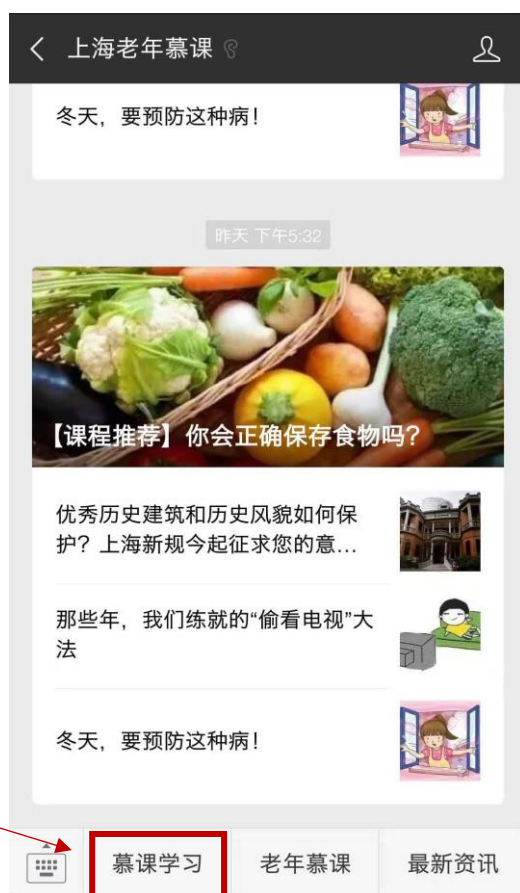 上海老年慕课
冬天，要预防这种病！
昨天 下午5:32
【课程推荐】你会正确保存食物吗？
优秀历史建筑和历史风貌如何保
护？上海新规今起征求您的意...
那些年，我们练就的“偷看电视”大
法
冬天，要预防这种病！
慕课学习
老年慕课
最新资讯